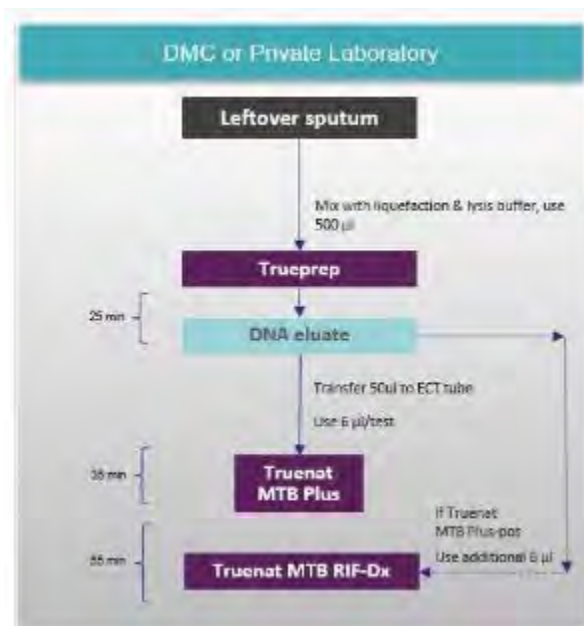 DMC or Private Laboratory
Leftover sputum
Mix with liquefaction & lysis buffer, use
500 µl
Trueprep
25 min
DNA eluate
Transfer 50ul to ECT tube
Use 6 µl/test
Truenat
MTB Plus
min
If Truenat
MTB Plus-pos
Use additional 6 µl
min
Truenat MTB RIF-Dx